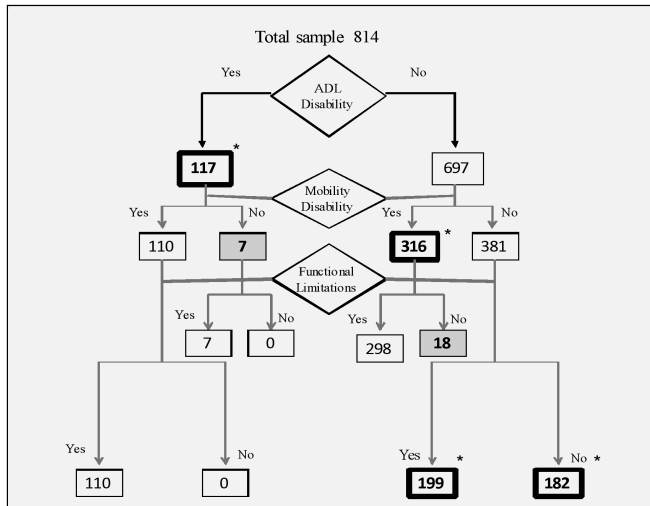 Total sample 814
Yes No
ADL
Disability
117 *
697
Mobility
Disability
Yes No Yes No
110 7 316 * 381
Functional
Limitations
Yes No Yes No
7 0 298 18
Yes No Yes * No *
110 0 199 182